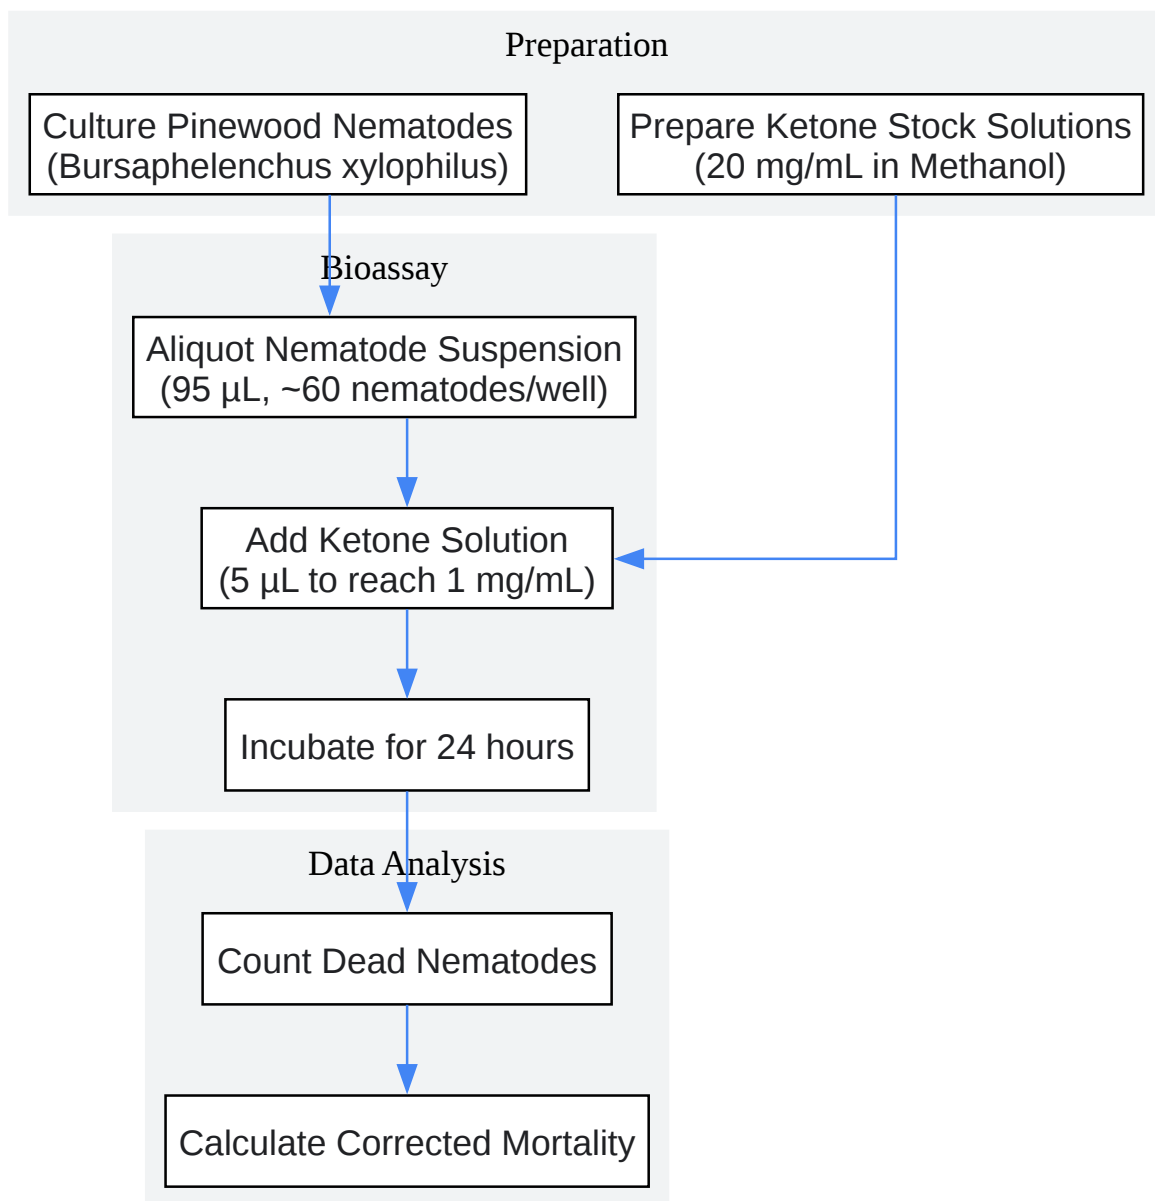 Preparation
Culture Pinewood Nematodes
(Bursaphelenchus xylophilus)
Prepare Ketone Stock Solutions
(20 mg/mL in Methanol)
Bioassay
Aliquot Nematode Suspension
(95 µL, ~60 nematodes/well)
Add Ketone Solution
(5 µL to reach 1 mg/mL)
Incubate for 24 hours
Data Analysis
Count Dead Nematodes
Calculate Corrected Mortality